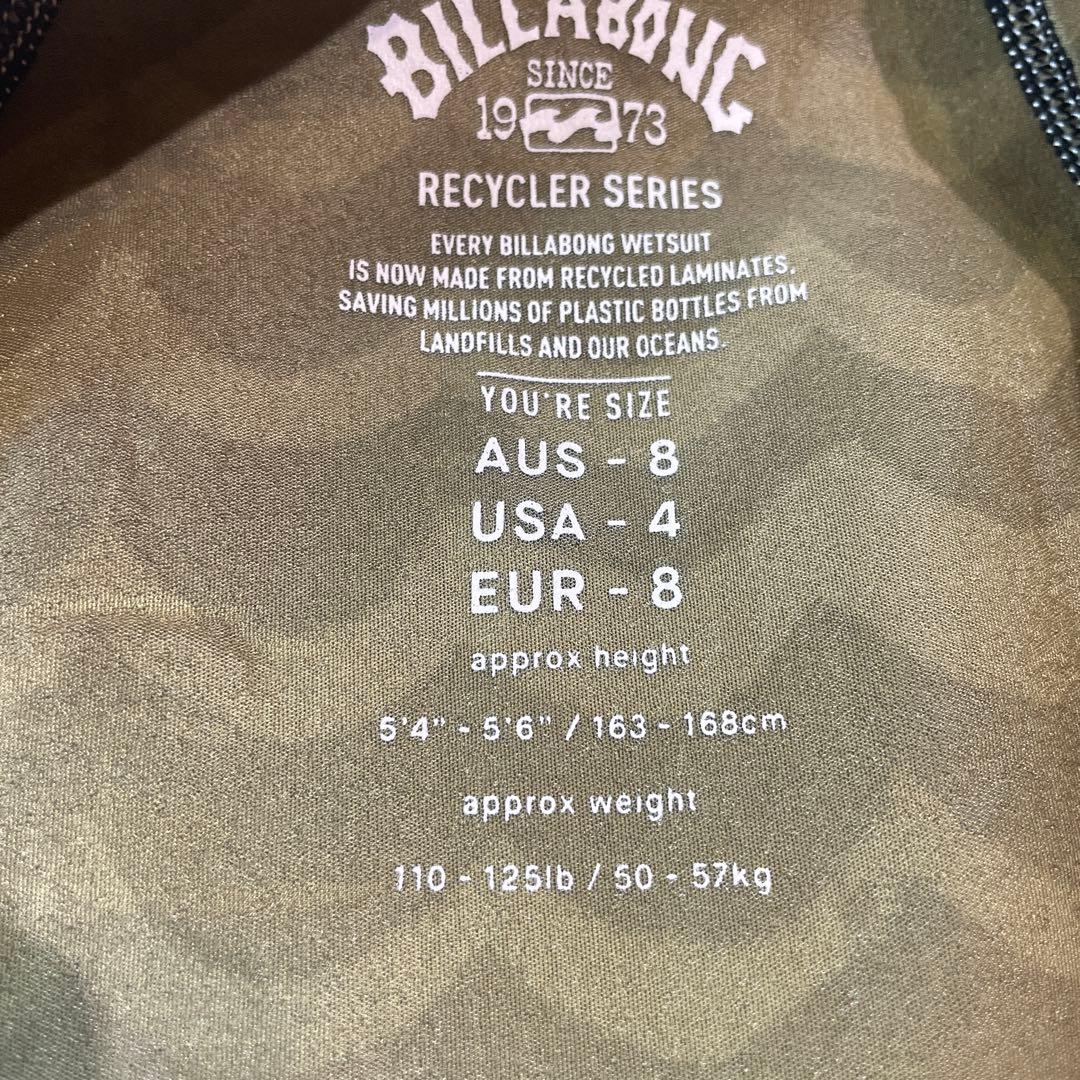 BILLABONG
SINCE
19 73
RECYCLER SERIES
EVERY BILLABONG WETSUIT
IS NOW MADE FROM RECYCLED LAMINATES.
SAVING MILLIONS OF PLASTIC BOTTLES FROM
LANDFILLS AND OUR OCEANS.
YOU'RE SIZE
AUS - 8
USA - 4
EUR - 8
approx height
5'4" - 5'6" / 163 - 168cm
approx weight
110 - 125lb / 50 - 57kg